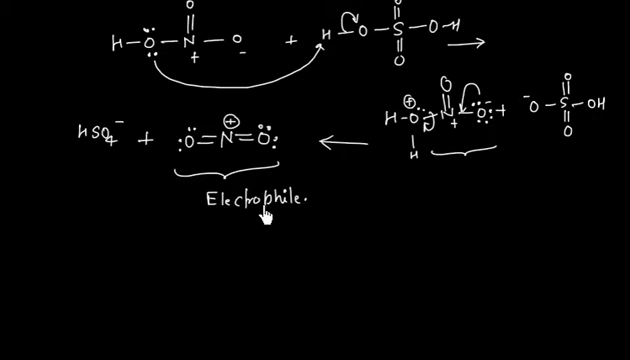 O O
H-O-N-O + H-O-S-O-H
+ - O
O O
H-O-N-O + -O-S-OH
+ + - O
H
HSO4- + O=N=O
+
Electrophile.